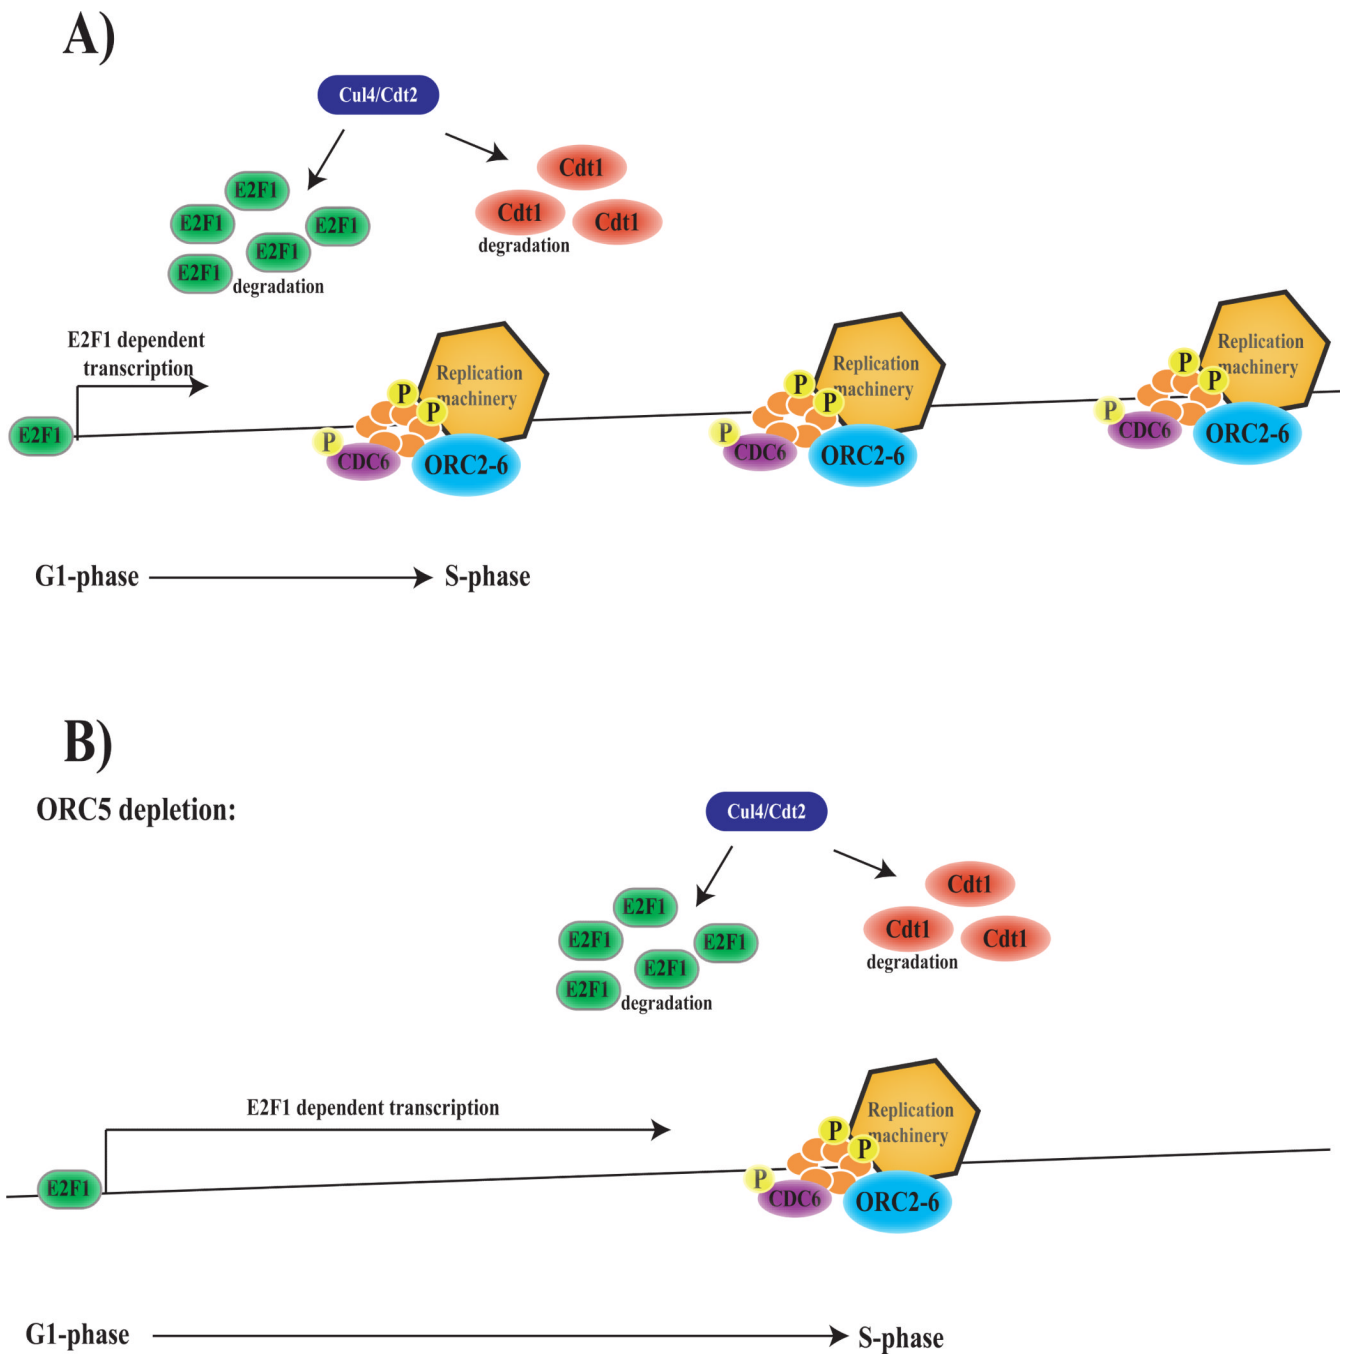 A)
Cul4/Cdt2
Cdt1
E2F1
Cdt1
E2F1
E2F1
Cdt1
E2F1
degradation
E2F1
degradation
E2F1 dependent
transcription
Replication
machinery
P
P
E2F1
P
CDC6
ORC2-6
Replication
machinery
P
P
P
CDC6
ORC2-6
Replication
machinery
P
P
P
CDC6
ORC2-6
G1-phase
S-phase
B)
ORC5 depletion:
Cul4/Cdt2
Cdt1
E2F1
Cdt1
Cdt1
E2F1
E2F1
degradation
E2F1
E2F1
degradation
E2F1 dependent transcription
Replication
machinery
P
P
P
E2F1
CDC6
ORC2-6
G1-phase
S-phase